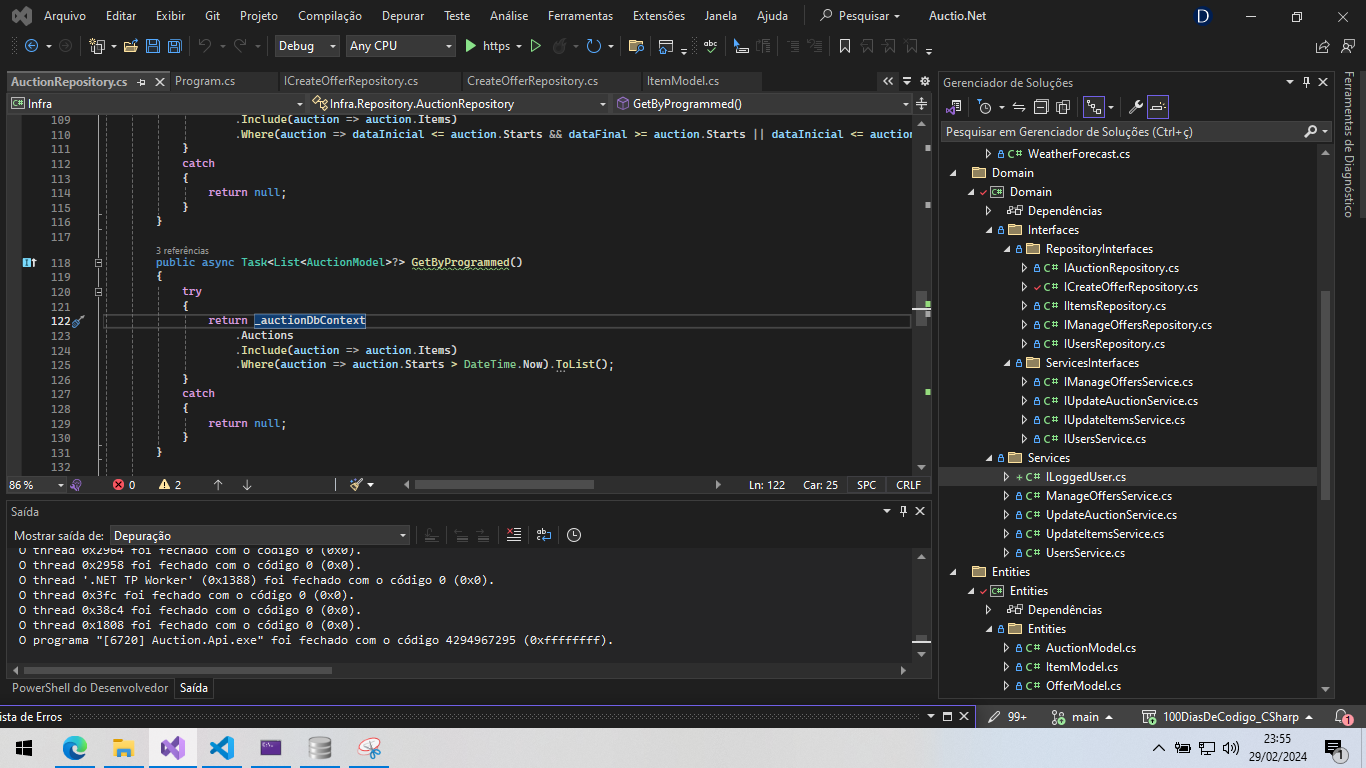 Arquivo Editar Exibir Git Projeto Compilação Depurar Teste Análise Ferramentas Extensões Janela Ajuda Pesquisar Auctio.Net D
Debug Any CPU https
AuctionRepository.cs Program.cs ICreateOfferRepository.cs CreateOfferRepository.cs ItemModel.cs
Infra Infra.Repository.AuctionRepository GetByProgrammed()
109 .Include(auction => auction.Items)
110 .Where(auction => dataInicial <= auction.Starts && dataFinal >= auction.Starts || dataInicial <= auction
111 }
112 catch
113 {
114 return null;
115 }
116 }
117
3 referências
118 public async Task<List<AuctionModel>?> GetByProgrammed()
119 {
120 try
121 {
122 return _auctionDbContext
123 .Auctions
124 .Include(auction => auction.Items)
125 .Where(auction => auction.Starts > DateTime.Now).ToList();
126 }
127 catch
128 {
129 return null;
130 }
131 }
132
86 % 0 2 Ln: 122 Car: 25 SPC CRLF
Saída
Mostrar saída de: Depuração
O thread 0x2964 foi fechado com o código 0 (0x0).
O thread 0x2958 foi fechado com o código 0 (0x0).
O thread '.NET TP Worker' (0x1388) foi fechado com o código 0 (0x0).
O thread 0x3fc foi fechado com o código 0 (0x0).
O thread 0x38c4 foi fechado com o código 0 (0x0).
O thread 0x1808 foi fechado com o código 0 (0x0).
O programa "[6720] Auction.Api.exe" foi fechado com o código 4294967295 (0xffffffff).
PowerShell do Desenvolvedor Saída
Gerenciador de Soluções
Pesquisar em Gerenciador de Soluções (Ctrl+ç)
C# WeatherForecast.cs
Domain
C# Domain
Dependências
Interfaces
RepositoryInterfaces
C# IAuctionRepository.cs
C# ICreateOfferRepository.cs
C# IItemsRepository.cs
C# IManageOffersRepository.cs
C# IUsersRepository.cs
ServicesInterfaces
C# IManageOffersService.cs
C# IUpdateAuctionService.cs
C# IUpdateItemsService.cs
C# IUsersService.cs
Services
C# ILoggedUser.cs
C# ManageOffersService.cs
C# UpdateAuctionService.cs
C# UpdateItemsService.cs
C# UsersService.cs
Entities
C# Entities
Dependências
Entities
C# AuctionModel.cs
C# ItemModel.cs
C# OfferModel.cs
Ferramentas de Diagnóstico
ista de Erros 99+ main 100DiasDeCodigo_CSharp 1
23:55
29/02/2024 1